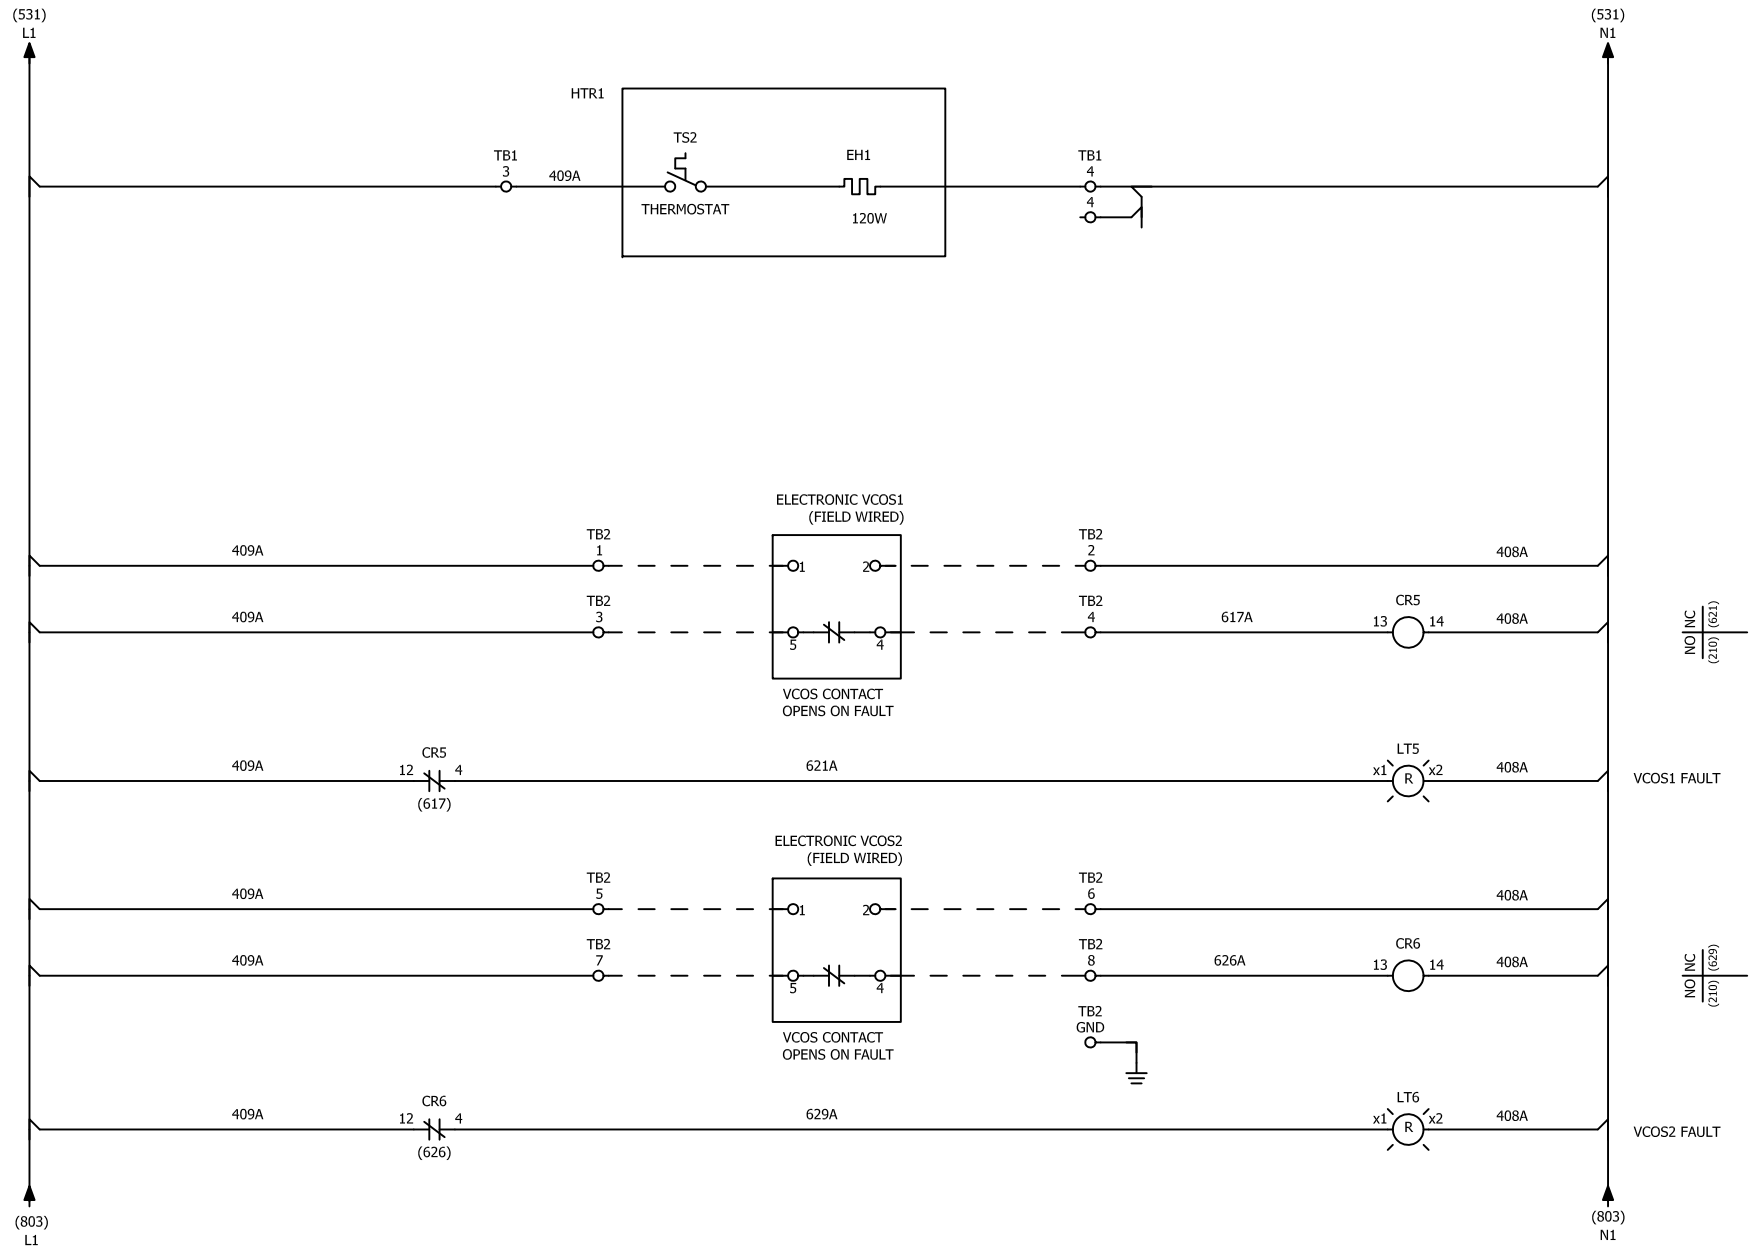 (531)
L1
(531)
N1
HTR1
TS2
THERMOSTAT
EH1
120W
TB1
3
409A
TB1
4
4
ELECTRONIC VCOS1
(FIELD WIRED)
409A
TB2
1
1
2
TB2
2
408A
409A
TB2
3
5
4
TB2
4
617A
CR5
13
14
408A
NO NC
(210) (621)
VCOS CONTACT
OPENS ON FAULT
409A
CR5
12
4
(617)
621A
LT5
x1
R
x2
408A
VCOS1 FAULT
ELECTRONIC VCOS2
(FIELD WIRED)
409A
TB2
5
1
2
TB2
6
408A
409A
TB2
7
5
4
TB2
8
626A
CR6
13
14
408A
NO NC
(210) (629)
VCOS CONTACT
OPENS ON FAULT
TB2
GND
409A
CR6
12
4
(626)
629A
LT6
x1
R
x2
408A
VCOS2 FAULT
(803)
L1
(803)
N1